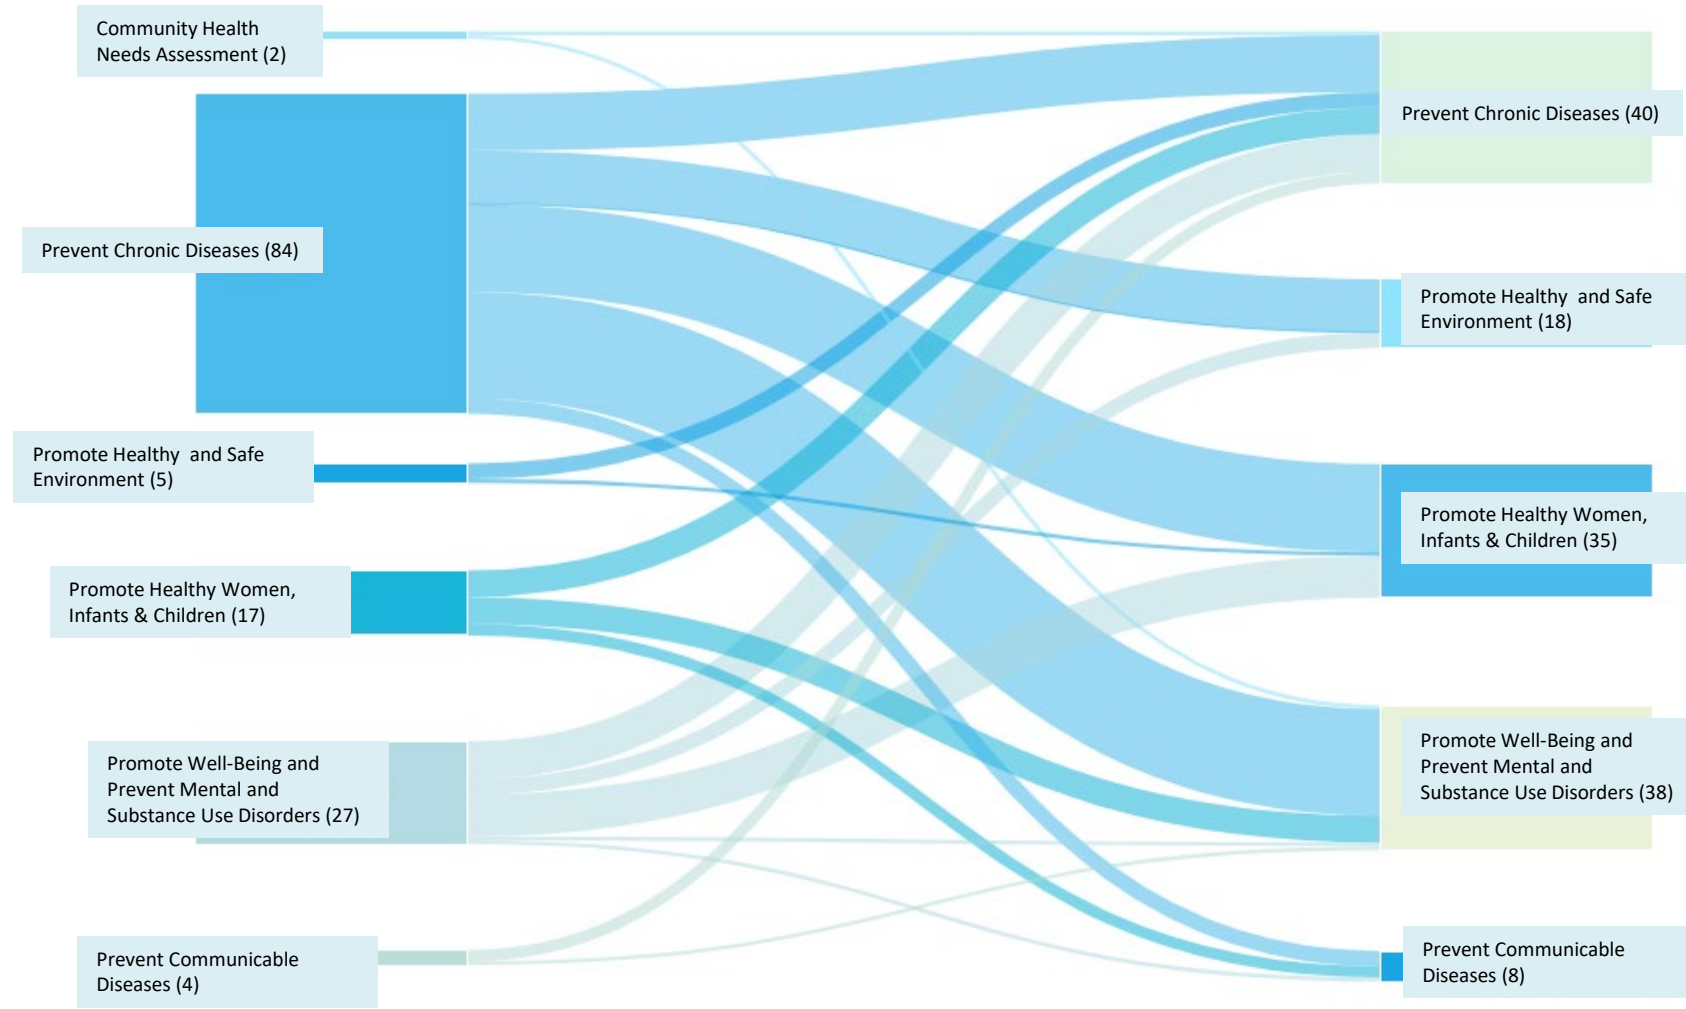 Community Health
Needs Assessment (2)
Prevent Chronic Diseases (84)
Promote Healthy  and Safe
Environment (5)
Promote Healthy Women,
Infants & Children (17)
Promote Well-Being and
Prevent Mental and
Substance Use Disorders (27)
Prevent Communicable
Diseases (4)
Prevent Chronic Diseases (40)
Promote Healthy  and Safe
Environment (18)
Promote Healthy Women,
Infants & Children (35)
Promote Well-Being and
Prevent Mental and
Substance Use Disorders (38)
Prevent Communicable
Diseases (8)